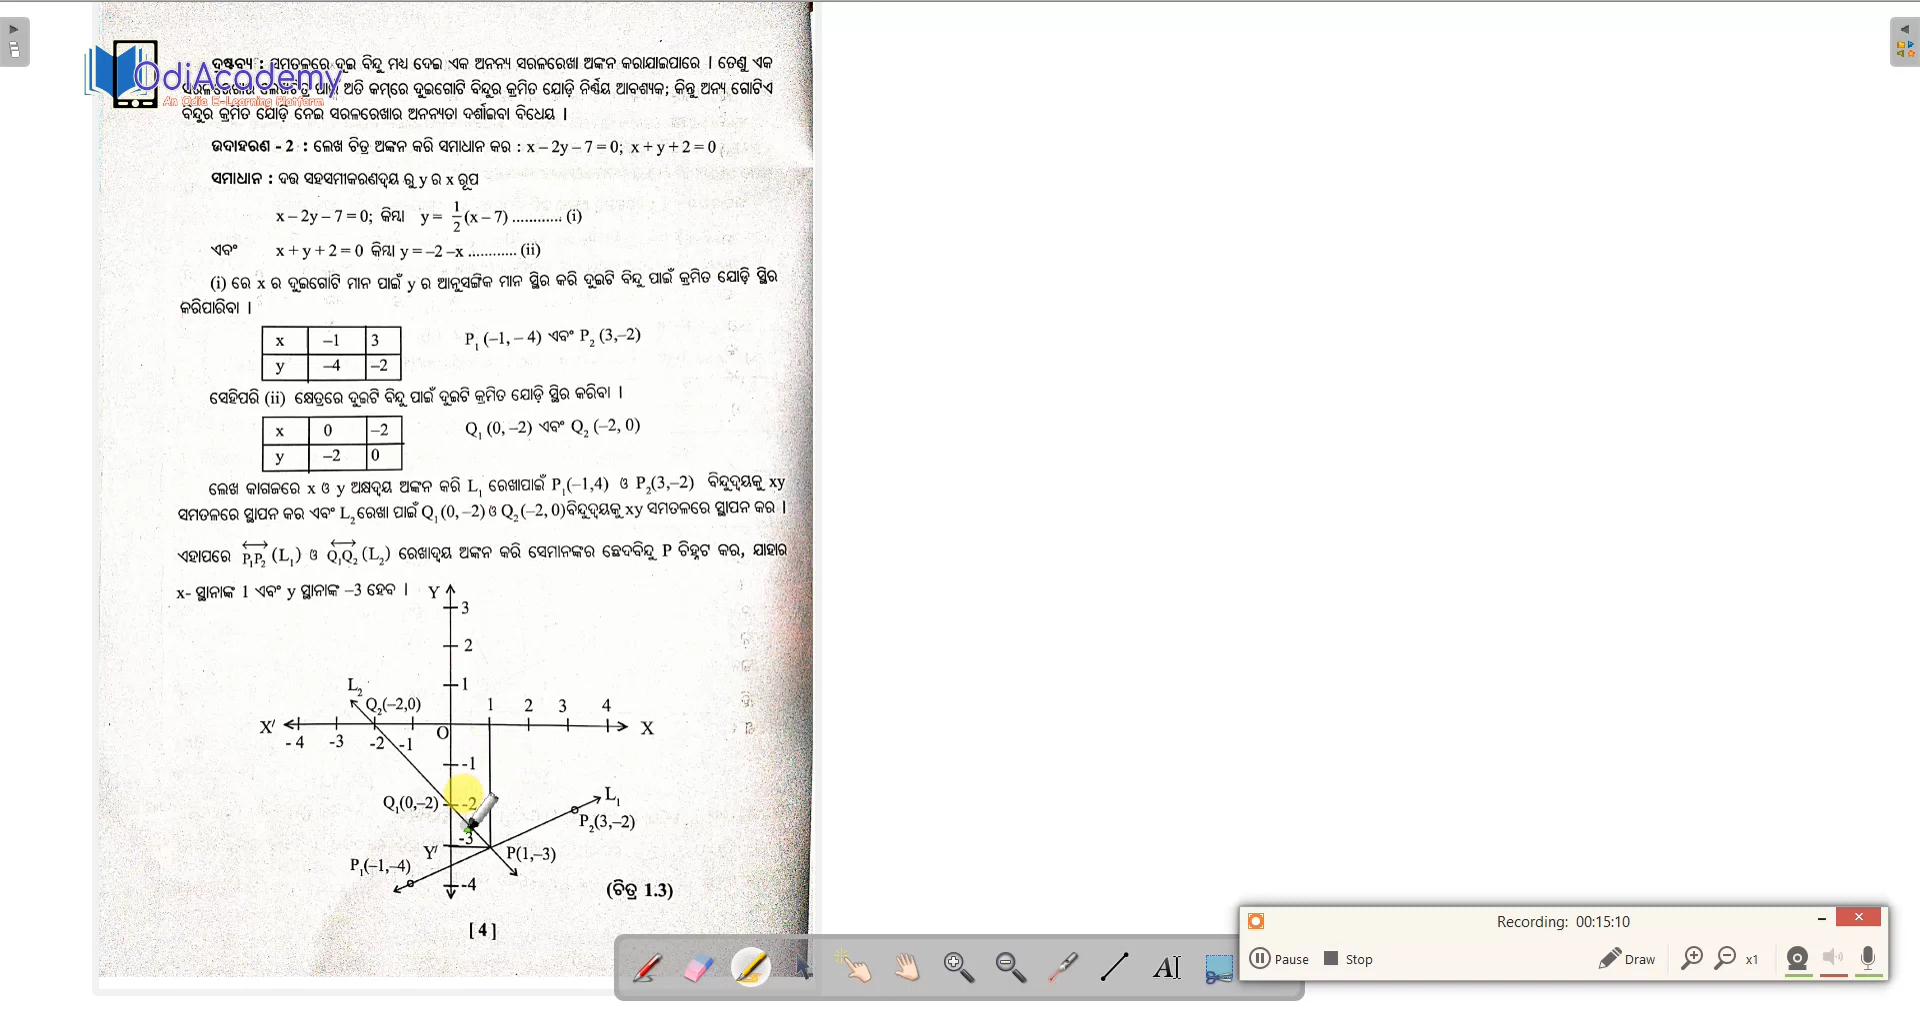 OdiAcademy
An Odia E-Learning Platform
ଦ୍ରଷ୍ଟବ୍ୟ : ସମତଳରେ ଦୁଇ ବିନ୍ଦୁ ମଧ୍ୟ ଦେଇ ଏକ ଅନନ୍ୟ ସରଳରେଖା ଅଙ୍କନ କରାଯାଇପାରେ । ତେଣୁ ଏକ
ସରଳରେଖାର ଲେଖଚିତ୍ର ପାଇଁ ଅତି କମ୍‌ରେ ଦୁଇଗୋଟି ବିନ୍ଦୁର କ୍ରମିତ ଯୋଡ଼ି ନିର୍ଣ୍ଣୟ ଆବଶ୍ୟକ; କିନ୍ତୁ ଅନ୍ୟ ଗୋଟିଏ
ବିନ୍ଦୁର କ୍ରମିତ ଯୋଡ଼ି ନେଇ ସରଳରେଖାର ଅନନ୍ୟତା ଦର୍ଶାଇବା ବିଧେୟ ।
ଉଦାହରଣ - 2 : ଲେଖ ଚିତ୍ର ଅଙ୍କନ କରି ସମାଧାନ କର : x – 2y – 7 = 0; x + y + 2 = 0
ସମାଧାନ : ଦତ୍ତ ସହସମୀକରଣଦ୍ୱୟ ରୁ y ର x ରୂପ
x – 2y – 7 = 0; କିମ୍ବା y = 1/2 (x – 7) ............ (i)
ଏବଂ x + y + 2 = 0 କିମ୍ବା y = –2 –x ............ (ii)
(i) ରେ x ର ଦୁଇଗୋଟି ମାନ ପାଇଁ y ର ଆନୁସଙ୍ଗିକ ମାନ ସ୍ଥିର କରି ଦୁଇଟି ବିନ୍ଦୁ ପାଇଁ କ୍ରମିତ ଯୋଡ଼ି ସ୍ଥିର
କରିପାରିବା ।
x –1 3 P₁ (–1, – 4) ଏବଂ P₂ (3,–2)
y –4 –2
ସେହିପରି (ii) କ୍ଷେତ୍ରରେ ଦୁଇଟି ବିନ୍ଦୁ ପାଇଁ ଦୁଇଟି କ୍ରମିତ ଯୋଡ଼ି ସ୍ଥିର କରିବା ।
x 0 –2 Q₁ (0, –2) ଏବଂ Q₂ (–2, 0)
y –2 0
ଲେଖ କାଗଜରେ x ଓ y ଅକ୍ଷଦ୍ୱୟ ଅଙ୍କନ କରି L₁ ରେଖାପାଇଁ P₁(–1,4) ଓ P₂(3,–2) ବିନ୍ଦୁଦ୍ୱୟକୁ xy
ସମତଳରେ ସ୍ଥାପନ କର ଏବଂ L₂ ରେଖା ପାଇଁ Q₁ (0, –2) ଓ Q₂ (–2, 0) ବିନ୍ଦୁଦ୍ୱୟକୁ xy ସମତଳରେ ସ୍ଥାପନ କର ।
ଏହାପରେ P₁P₂ (L₁) ଓ Q₁Q₂ (L₂) ରେଖାଦ୍ୱୟ ଅଙ୍କନ କରି ସେମାନଙ୍କର ଛେଦବିନ୍ଦୁ P ଚିହ୍ନଟ କର, ଯାହାର
x- ସ୍ଥାନାଙ୍କ 1 ଏବଂ y ସ୍ଥାନାଙ୍କ –3 ହେବ ।
Y
3
2
1
L₂
Q₂(–2,0)
1 2 3 4
X′ O X
- 4 -3 -2 -1
-1
Q₁(0,–2) -2
L₁
P₂(3,–2)
-3
Y′ P(1,–3)
P₁(–1,–4)
-4
(ଚିତ୍ର 1.3)
[ 4 ]
Recording: 00:15:10
Pause Stop Draw x1
A